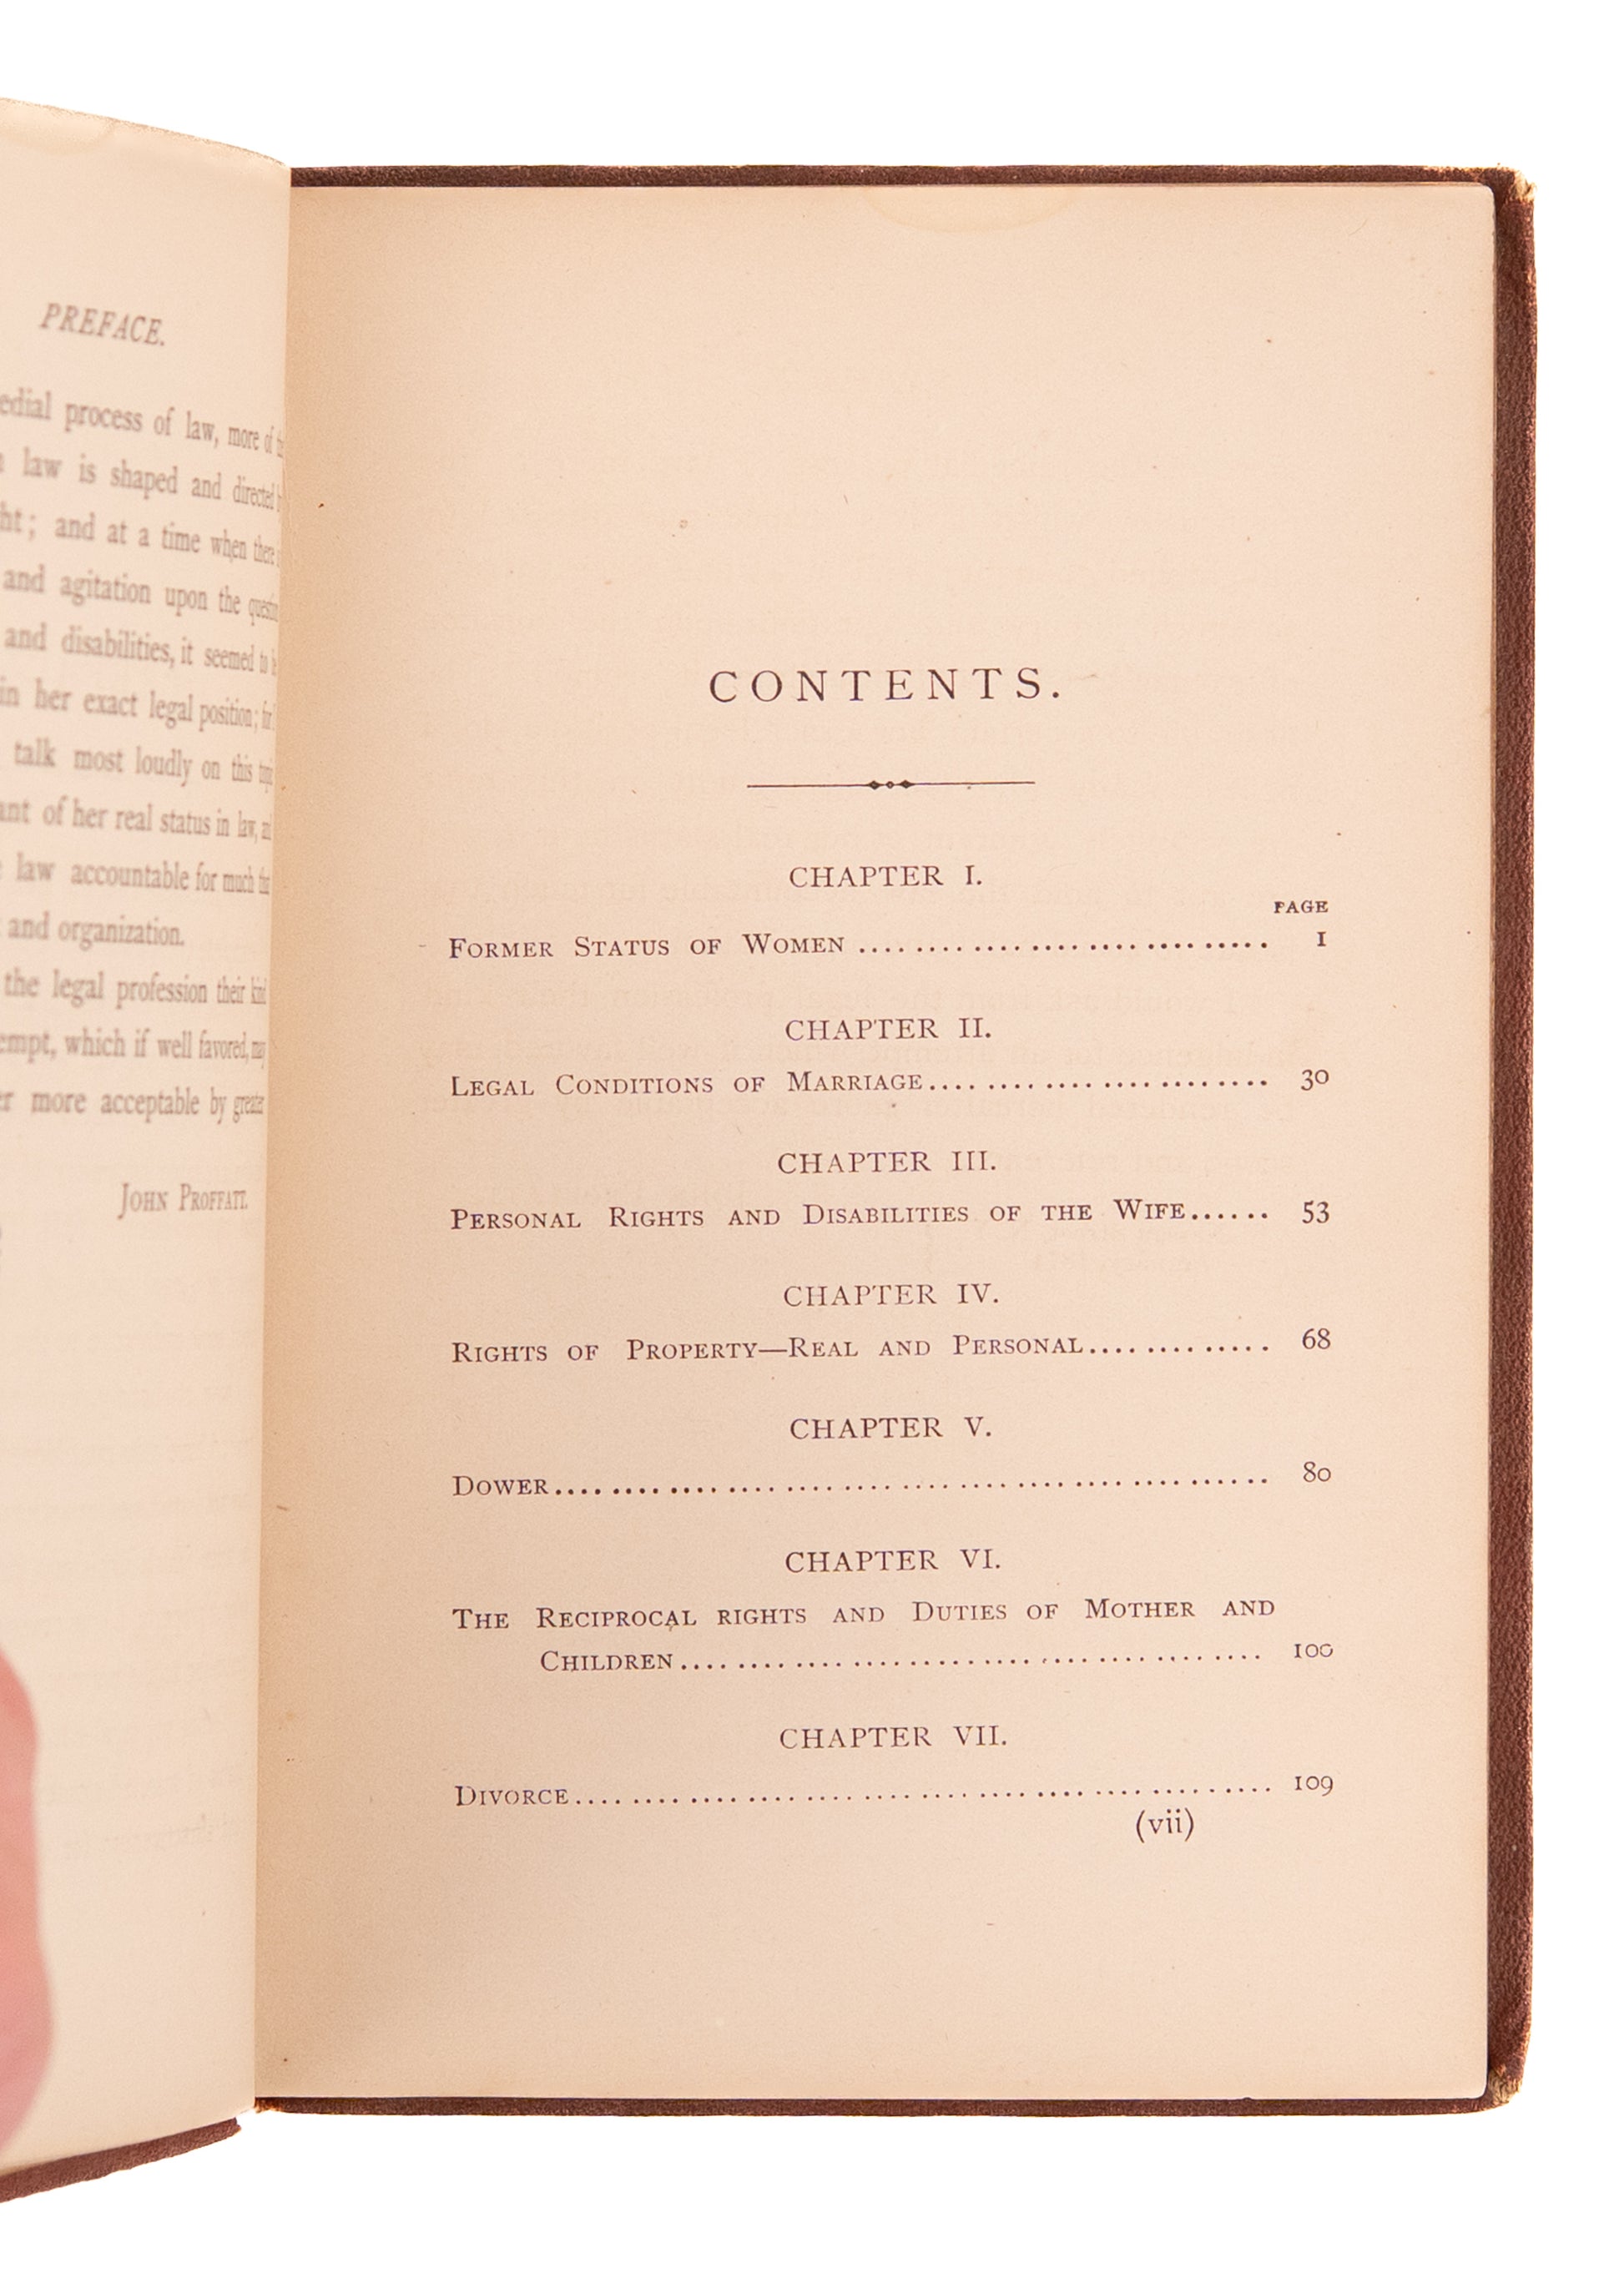 PREFACE.
process of law, more of
law is shaped and directed
; and at a time when there
and agitation upon the
and disabilities, it seemed to
in her exact legal position; for
talk most loudly on this
of her real status in law,
law accountable for much
and organization.
the legal profession their kind
which if well favored, may
more acceptable by greater
JOHN PROFFATT.
CONTENTS.
CHAPTER I.
PAGE
FORMER STATUS OF WOMEN .......................... 1
CHAPTER II.
LEGAL CONDITIONS OF MARRIAGE........................ 30
CHAPTER III.
PERSONAL RIGHTS AND DISABILITIES OF THE WIFE...... 53
CHAPTER IV.
RIGHTS OF PROPERTY—REAL AND PERSONAL............. 68
CHAPTER V.
DOWER.................................................. 80
CHAPTER VI.
THE RECIPROCAL RIGHTS AND DUTIES OF MOTHER AND
CHILDREN........................................ 100
CHAPTER VII.
DIVORCE................................................ 109
(vii)